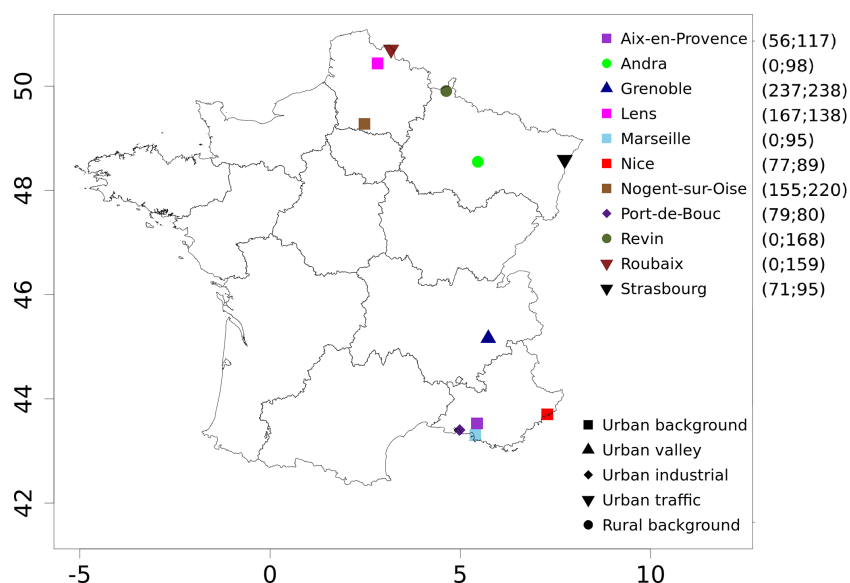 Aix-en-Provence (56;117)
Andra (0;98)
Grenoble (237;238)
Lens (167;138)
Marseille (0;95)
Nice (77;89)
Nogent-sur-Oise (155;220)
Port-de-Bouc (79;80)
Revin (0;168)
Roubaix (0;159)
Strasbourg (71;95)
50
48
46
44
42
Urban background
Urban valley
Urban industrial
Urban traffic
Rural background
-5 0 5 10